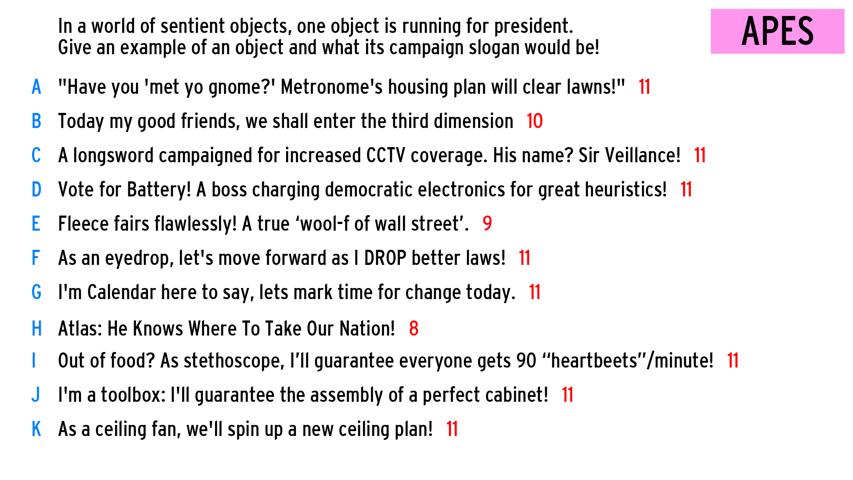 In a world of sentient objects, one object is running for president.
Give an example of an object and what its campaign slogan would be!
APES
A "Have you 'met yo gnome?' Metronome's housing plan will clear lawns!" 11
B Today my good friends, we shall enter the third dimension 10
C A longsword campaigned for increased CCTV coverage. His name? Sir Veillance! 11
D Vote for Battery! A boss charging democratic electronics for great heuristics! 11
E Fleece fairs flawlessly! A true ‘wool-f of wall street’. 9
F As an eyedrop, let's move forward as I DROP better laws! 11
G I'm Calendar here to say, lets mark time for change today. 11
H Atlas: He Knows Where To Take Our Nation! 8
I Out of food? As stethoscope, I’ll guarantee everyone gets 90 “heartbeets”/minute! 11
J I'm a toolbox: I'll guarantee the assembly of a perfect cabinet! 11
K As a ceiling fan, we'll spin up a new ceiling plan! 11